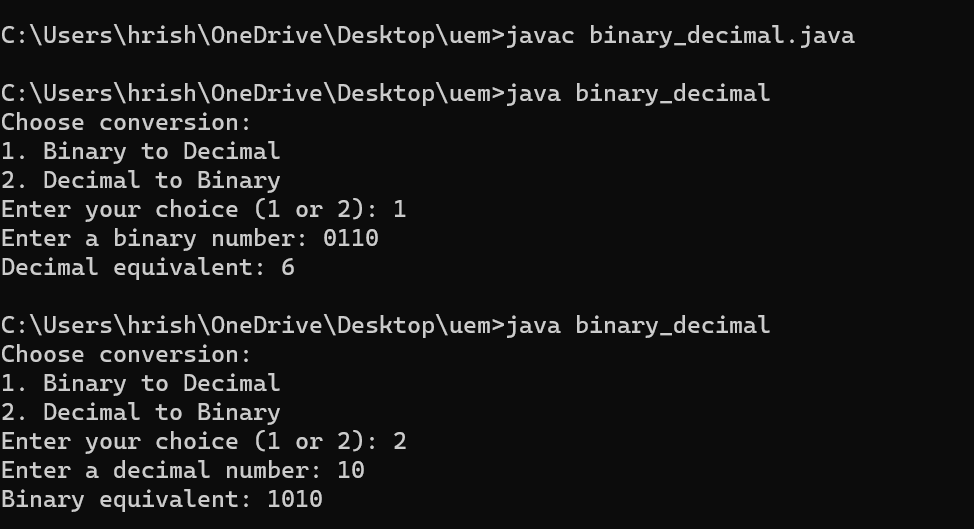 C:\Users\hrish\OneDrive\Desktop\uem>javac binary_decimal.java
C:\Users\hrish\OneDrive\Desktop\uem>java binary_decimal
Choose conversion:
1. Binary to Decimal
2. Decimal to Binary
Enter your choice (1 or 2): 1
Enter a binary number: 0110
Decimal equivalent: 6
C:\Users\hrish\OneDrive\Desktop\uem>java binary_decimal
Choose conversion:
1. Binary to Decimal
2. Decimal to Binary
Enter your choice (1 or 2): 2
Enter a decimal number: 10
Binary equivalent: 1010